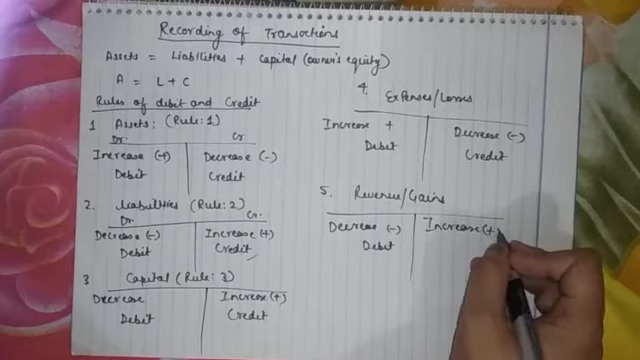 Recording of Transactions
Assets = Liabilities + Capital (owner's equity)
A = L + C
Rules of debit and Credit
1 Assets: (Rule: 1)
Dr. Cr
Increase (+) Decrease (-)
Debit Credit
2. Liabilities (Rule: 2)
Dr. Cr.
Decrease (-) Increase (+)
Debit Credit
3 Capital (Rule: 3)
Decrease Increase (+)
Debit Credit
4. Expenses/Losses
Increase + Decrease (-)
Debit Credit
5. Revenue/Gains
Decrease (-) Increase (+)
Debit